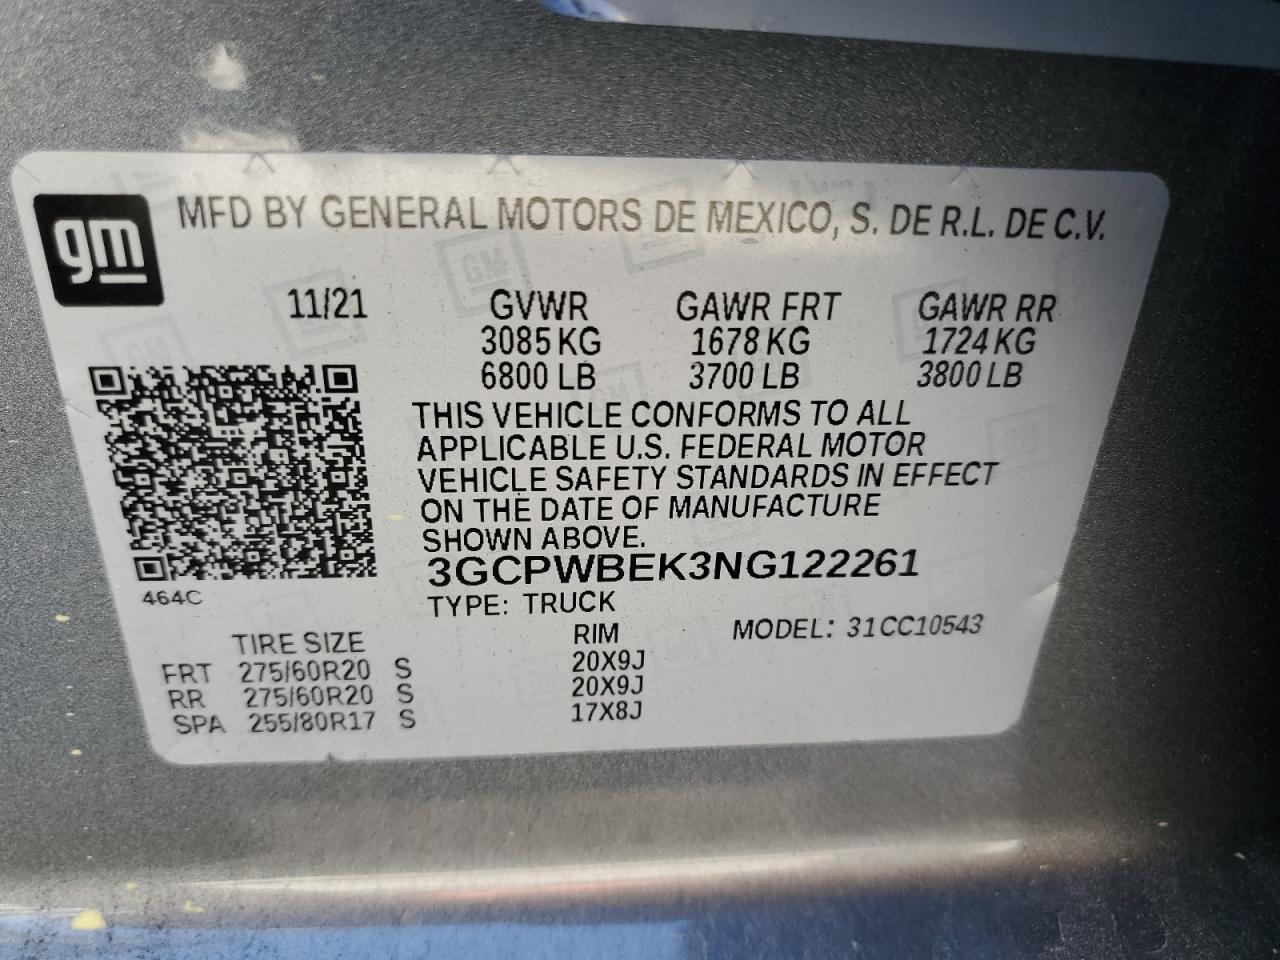 gm
MFD BY GENERAL MOTORS DE MEXICO, S. DE R.L. DE C.V.
11/21 GVWR GAWR FRT GAWR RR
3085 KG 1678 KG 1724 KG
6800 LB 3700 LB 3800 LB
THIS VEHICLE CONFORMS TO ALL
APPLICABLE U.S. FEDERAL MOTOR
VEHICLE SAFETY STANDARDS IN EFFECT
ON THE DATE OF MANUFACTURE
SHOWN ABOVE.
3GCPWBEK3NG122261
464C
TYPE: TRUCK
TIRE SIZE RIM MODEL: 31CC10543
FRT 275/60R20 S 20X9J
RR 275/60R20 S 20X9J
SPA 255/80R17 S 17X8J